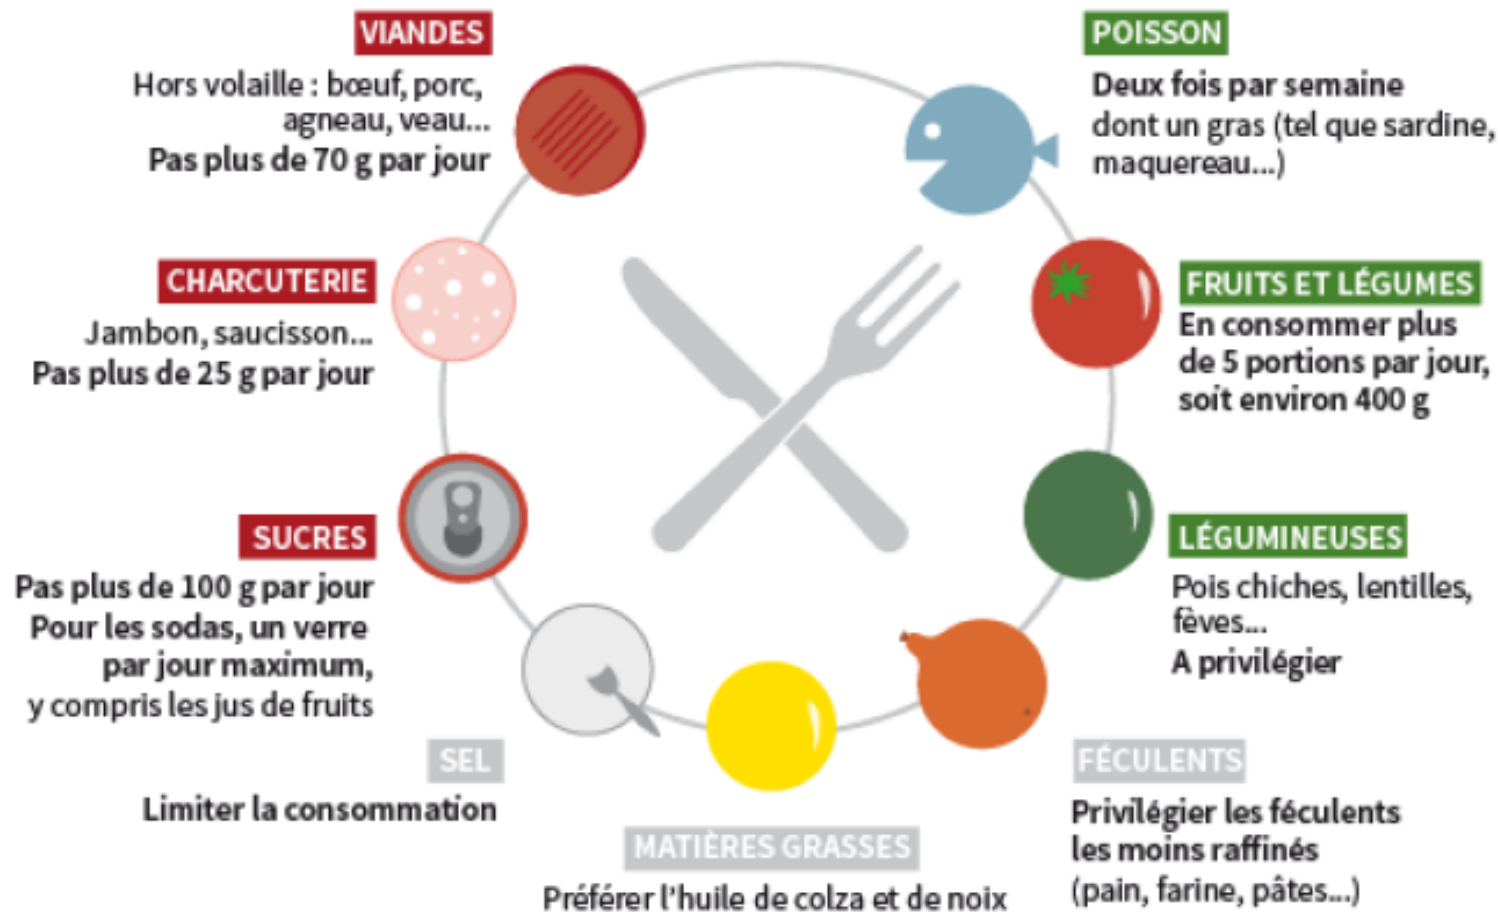 VIANDES
Hors volaille : bœuf, porc,
agneau, veau...
Pas plus de 70 g par jour
POISSON
Deux fois par semaine
dont un gras (tel que sardine,
maquereau...)
CHARCUTERIE
Jambon, saucisson...
Pas plus de 25 g par jour
FRUITS ET LÉGUMES
En consommer plus
de 5 portions par jour,
soit environ 400 g
SUCRES
Pas plus de 100 g par jour
Pour les sodas, un verre
par jour maximum,
y compris les jus de fruits
LÉGUMINEUSES
Pois chiches, lentilles,
fèves...
A privilégier
SEL
Limiter la consommation
MATIÈRES GRASSES
Préférer l'huile de colza et de noix
FÉCULENTS
Privilégier les féculents
les moins raffinés
(pain, farine, pâtes...)